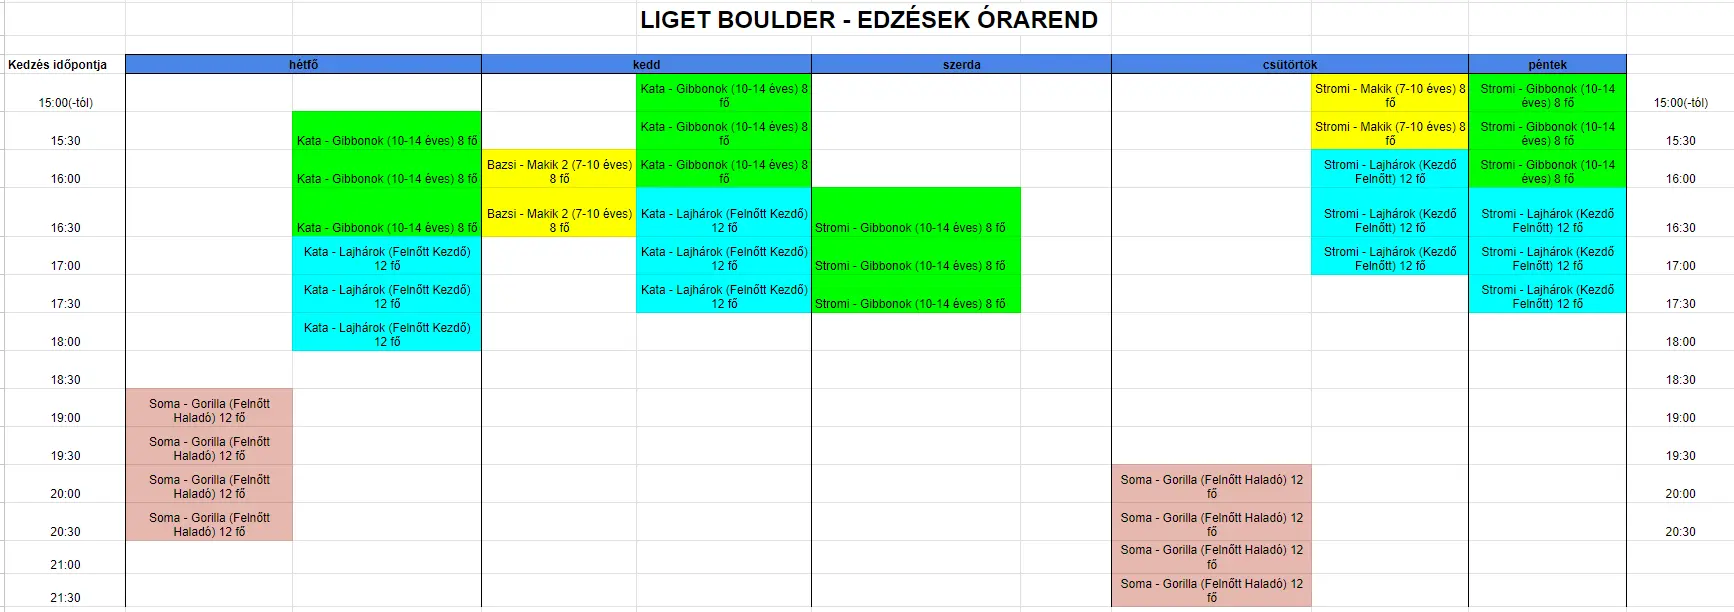 LIGET BOULDER - EDZÉSEK ÓRAREND
Kedzés időpontja hétfő kedd szerda csütörtök péntek
15:00(-tól) Kata - Gibbonok (10-14 éves) 8 fő Stromi - Makik (7-10 éves) 8 fő Stromi - Gibbonok (10-14 éves) 8 fő 15:00(-tól)
15:30 Kata - Gibbonok (10-14 éves) 8 fő Kata - Gibbonok (10-14 éves) 8 fő Stromi - Makik (7-10 éves) 8 fő Stromi - Gibbonok (10-14 éves) 8 fő 15:30
16:00 Kata - Gibbonok (10-14 éves) 8 fő Bazsi - Makik 2 (7-10 éves) 8 fő Kata - Gibbonok (10-14 éves) 8 fő Stromi - Lajhárok (Kezdő Felnőtt) 12 fő Stromi - Gibbonok (10-14 éves) 8 fő 16:00
16:30 Kata - Gibbonok (10-14 éves) 8 fő Bazsi - Makik 2 (7-10 éves) 8 fő Kata - Lajhárok (Felnőtt Kezdő) 12 fő Stromi - Gibbonok (10-14 éves) 8 fő Stromi - Lajhárok (Kezdő Felnőtt) 12 fő Stromi - Lajhárok (Kezdő Felnőtt) 12 fő 16:30
17:00 Kata - Lajhárok (Felnőtt Kezdő) 12 fő Kata - Lajhárok (Felnőtt Kezdő) 12 fő Stromi - Gibbonok (10-14 éves) 8 fő Stromi - Lajhárok (Kezdő Felnőtt) 12 fő Stromi - Lajhárok (Kezdő Felnőtt) 12 fő 17:00
17:30 Kata - Lajhárok (Felnőtt Kezdő) 12 fő Kata - Lajhárok (Felnőtt Kezdő) 12 fő Stromi - Gibbonok (10-14 éves) 8 fő Stromi - Lajhárok (Kezdő Felnőtt) 12 fő 17:30
18:00 Kata - Lajhárok (Felnőtt Kezdő) 12 fő 18:00
18:30 18:30
19:00 Soma - Gorilla (Felnőtt Haladó) 12 fő 19:00
19:30 Soma - Gorilla (Felnőtt Haladó) 12 fő 19:30
20:00 Soma - Gorilla (Felnőtt Haladó) 12 fő Soma - Gorilla (Felnőtt Haladó) 12 fő 20:00
20:30 Soma - Gorilla (Felnőtt Haladó) 12 fő Soma - Gorilla (Felnőtt Haladó) 12 fő 20:30
21:00 Soma - Gorilla (Felnőtt Haladó) 12 fő
21:30 Soma - Gorilla (Felnőtt Haladó) 12 fő